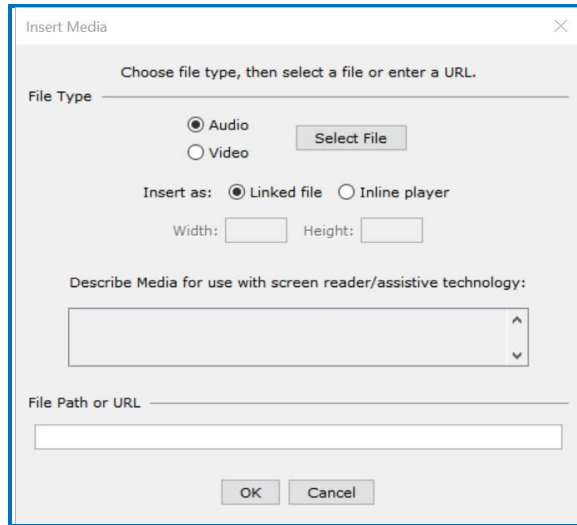 Insert Media
Choose file type, then select a file or enter a URL.
File Type
Audio
Select File
Video
Insert as: Linked file Inline player
Width: Height:
Describe Media for use with screen reader/assistive technology:
File Path or URL
OK Cancel